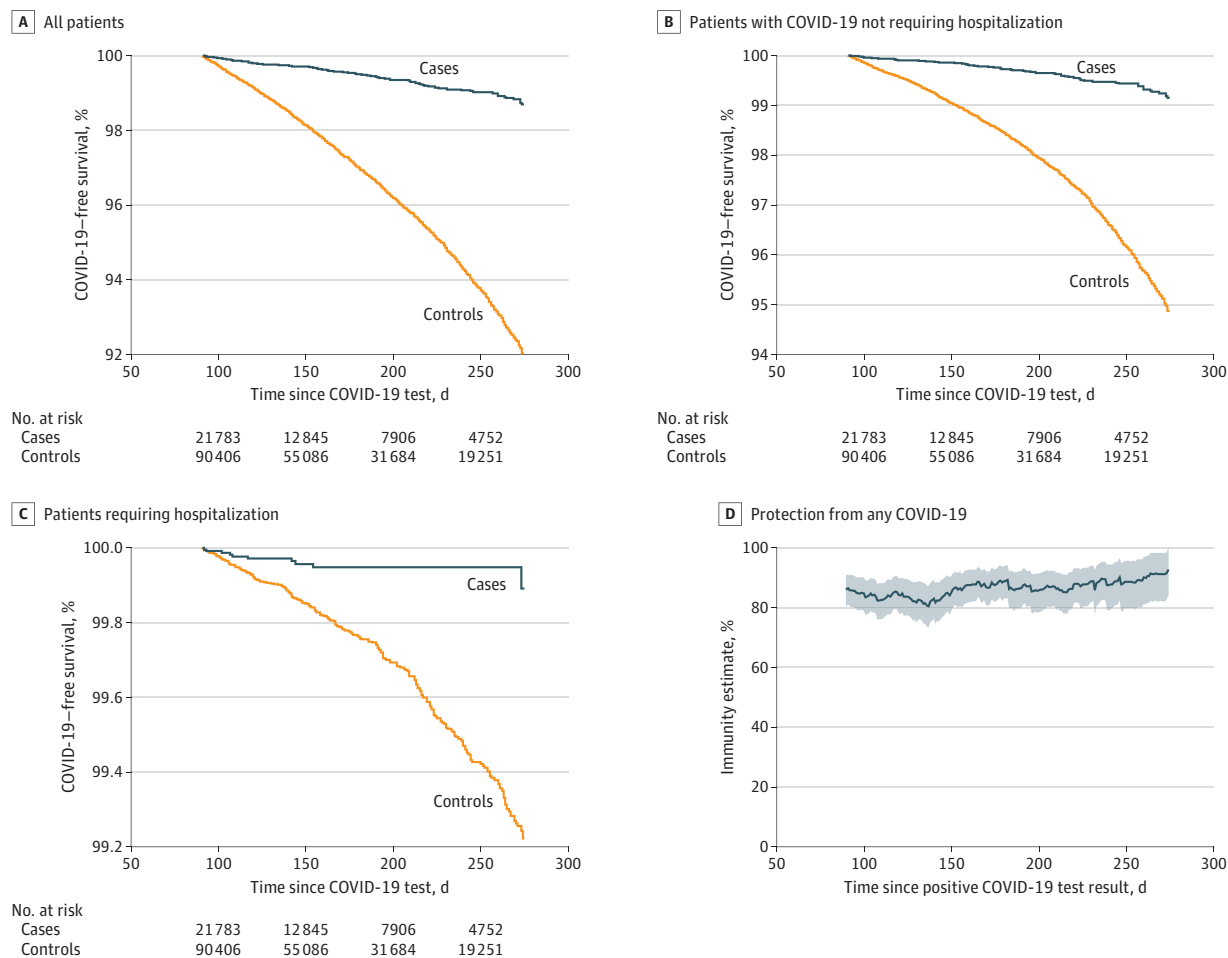 A All patients
COVID-19–free survival, %
100
98
96
94
92
Cases
Controls
50 100 150 200 250 300
Time since COVID-19 test, d
No. at risk
Cases 21 783 12 845 7906 4752
Controls 90 406 55 086 31 684 19 251
B Patients with COVID-19 not requiring hospitalization
COVID-19–free survival, %
100
99
98
97
96
95
94
Cases
Controls
50 100 150 200 250 300
Time since COVID-19 test, d
No. at risk
Cases 21 783 12 845 7906 4752
Controls 90 406 55 086 31 684 19 251
C Patients requiring hospitalization
COVID-19–free survival, %
100.0
99.8
99.6
99.4
99.2
Cases
Controls
50 100 150 200 250 300
Time since COVID-19 test, d
No. at risk
Cases 21 783 12 845 7906 4752
Controls 90 406 55 086 31 684 19 251
D Protection from any COVID-19
Immunity estimate, %
100
80
60
40
20
0
50 100 150 200 250 300
Time since positive COVID-19 test result, d